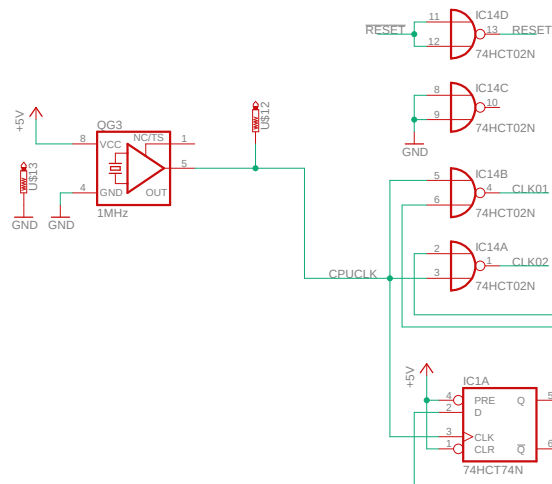 11
IC14D
RESET
13
RESET
12
74HCT02N
8
IC14C
10
9
74HCT02N
GND
+5V
QG3
8
VCC
NC/TS
1
5
4
GND
OUT
1MHz
U$12
U$13
GND
GND
5
IC14B
4
CLK01
6
74HCT02N
2
IC14A
1
CLK02
3
74HCT02N
CPUCLK
+5V
IC1A
4
PRE
Q
5
2
D
3
CLK
1
CLR
Q
6
74HCT74N